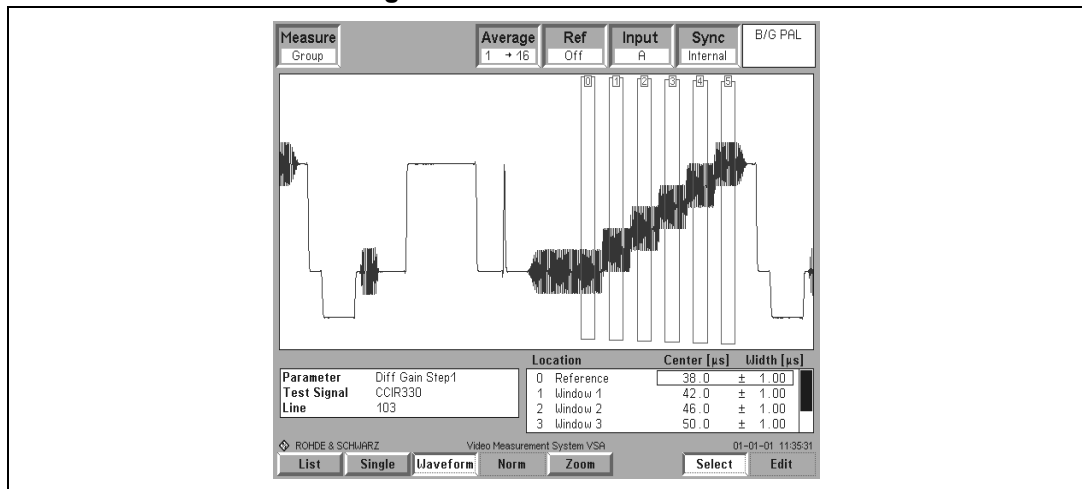 Measure Average Ref Input Sync B/G PAL
Group 1 → 16 Off A Internal
0 1 2 3 4 5
Location Center [µs] Width [µs]
Parameter Diff Gain Step1
Test Signal CCIR330
Line 103
0 Reference 38.0 ± 1.00
1 Window 1 42.0 ± 1.00
2 Window 2 46.0 ± 1.00
3 Window 3 50.0 ± 1.00
ROHDE & SCHWARZ Video Measurement System VSA 01-01-01 11:35:31
List Single Waveform Norm Zoom Select Edit